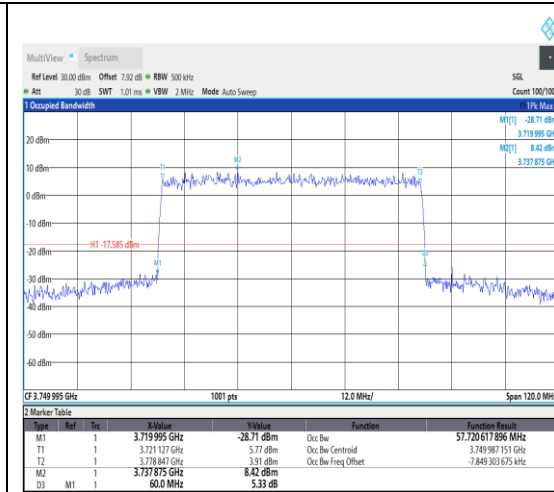 MultiView Spectrum
Ref Level 30.00 dBm Offset 7.92 dB RBW 500 kHz SGL
Att 30 dB SWT 1.01 ms VBW 2 MHz Mode Auto Sweep Count 100/100
1 Occupied Bandwidth 1Pk Max
M1[1] -28.71 dBm
3.719 995 GHz
M2[1] 8.42 dBm
3.737 875 GHz
20 dBm
10 dBm
0 dBm
-10 dBm
-20 dBm
-30 dBm
-40 dBm
-50 dBm
-60 dBm
H1 -17.585 dBm
T1
M2
T2
M1
CF 3.749 995 GHz 1001 pts 12.0 MHz/ Span 120.0 MHz
2 Marker Table
Type Ref Trc X-Value Y-Value Function Function Result
M1 1 3.719 995 GHz -28.71 dBm Occ Bw 57.720 617 896 MHz
T1 1 3.721 127 GHz 5.77 dBm Occ Bw Centroid 3.749 987 151 GHz
T2 1 3.778 847 GHz 3.91 dBm Occ Bw Freq Offset -7.849 303 675 kHz
M2 1 3.737 875 GHz 8.42 dBm
D3 M1 1 60.0 MHz 5.33 dB